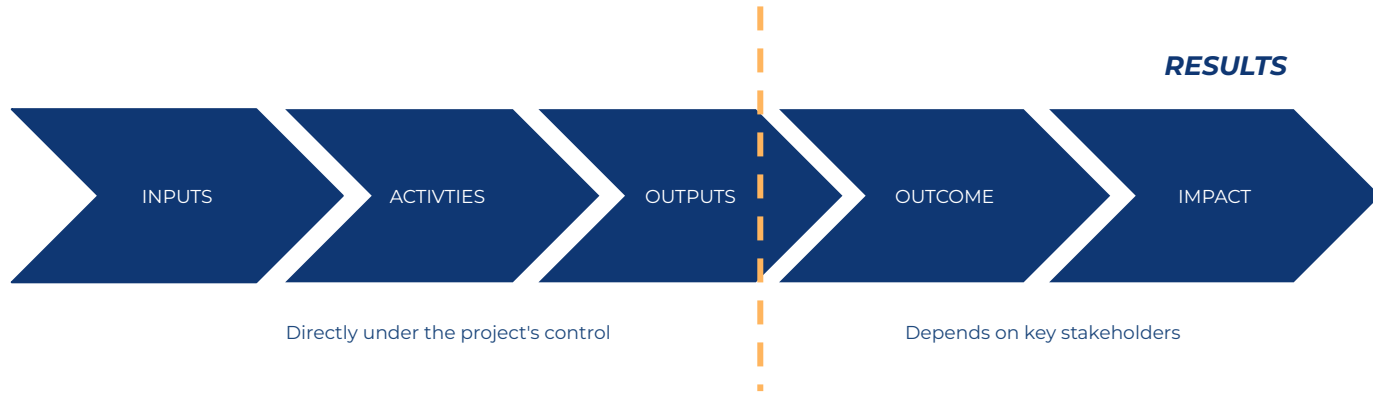 RESULTS
INPUTS
ACTIVTIES
OUTPUTS
OUTCOME
IMPACT
Directly under the project's control
Depends on key stakeholders